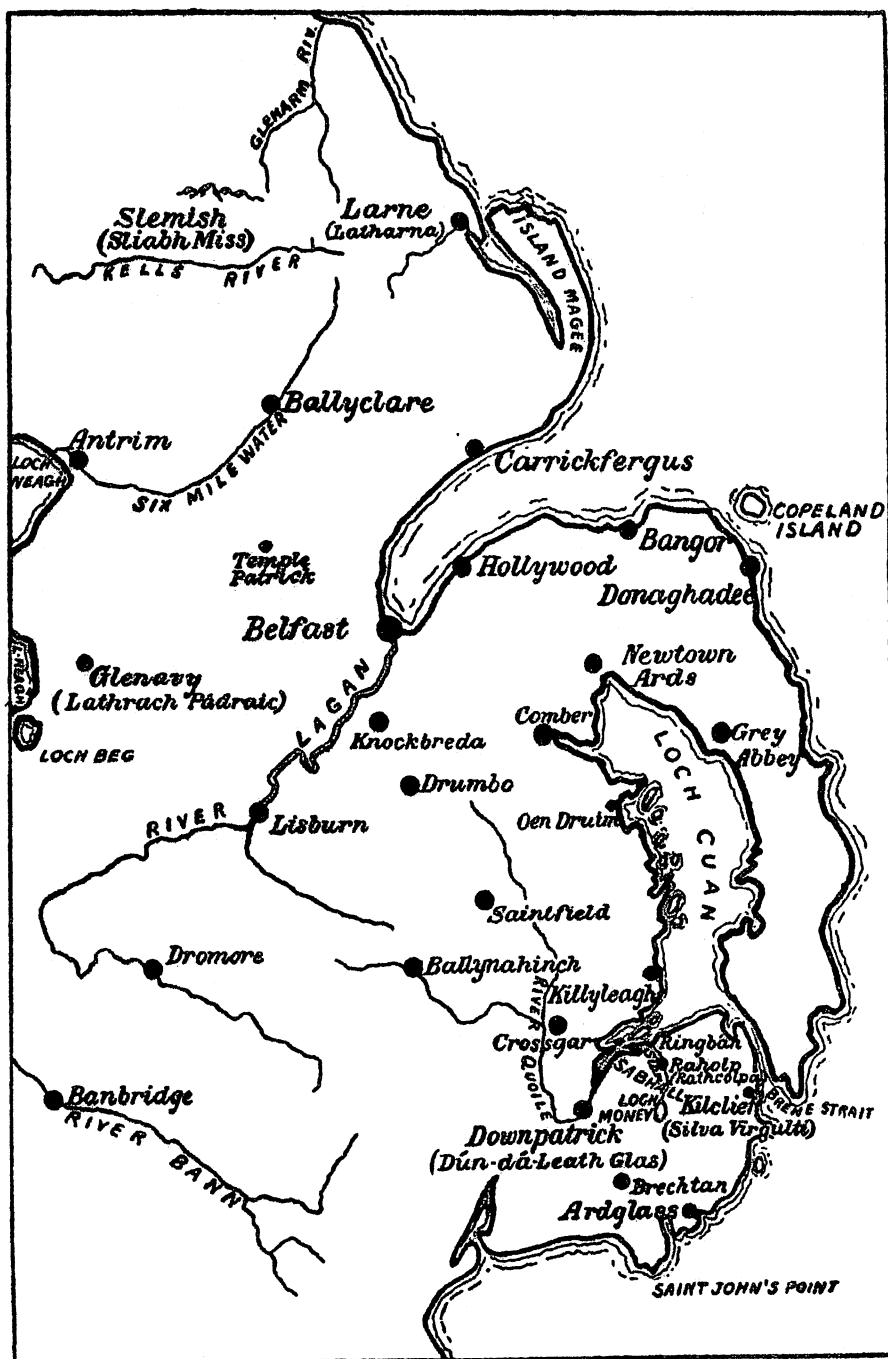 GLENARM RIV.
Slemish
(Sliabh Miss)
Larne
(Latharna)
ISLAND MAGEE
KELLS RIVER
Ballyclare
Antrim
LOCH
NEAGH
SIX MILE WATER
Carrickfergus
COPELAND
ISLAND
Temple
Patrick
Hollywood
Bangor
Donaghadee
Belfast
L. NEAGH
Glenavy
(Lathrach Pádraic)
LAGAN
Newtown
Ards
LOCH BEG
Knockbreda
Comber
Grey
Abbey
LOCH CUAN
Drumbo
RIVER
Lisburn
Oen Druim
Saintfield
Dromore
Ballynahinch
Killyleagh
RIVER QUOILE
Crossgar
Ringban
SABHALL
Raholp
(Rathcolpa)
Banbridge
RIVER BANN
LOCH
MONEY
Kilclief
(Silva Virgulti)
BRENE STRAIT
Downpatrick
(Dún-dá-Leath Glas)
Brechtan
Ardglass
SAINT JOHN'S POINT